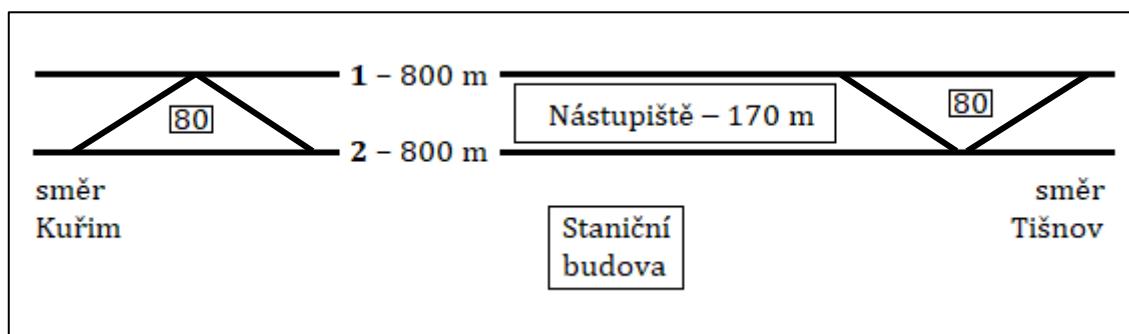 1 – 800 m
80
Nástupiště – 170 m
80
2 – 800 m
směr
Kuřim
Staniční
budova
směr
Tišnov